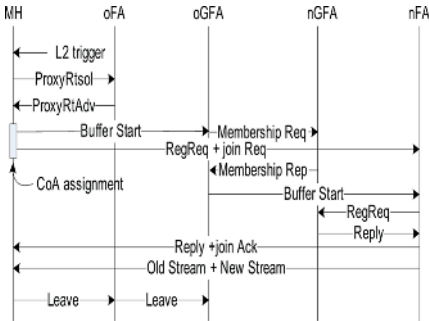 MH oFA oGFA nGFA nFA
L2 trigger
ProxyRtsol
ProxyRtAdv
Buffer Start Membership Req
RegReq + join Req
Membership Rep
CoA assignment
Buffer Start
RegReq
Reply
Reply +join Ack
Old Stream + New Stream
Leave Leave